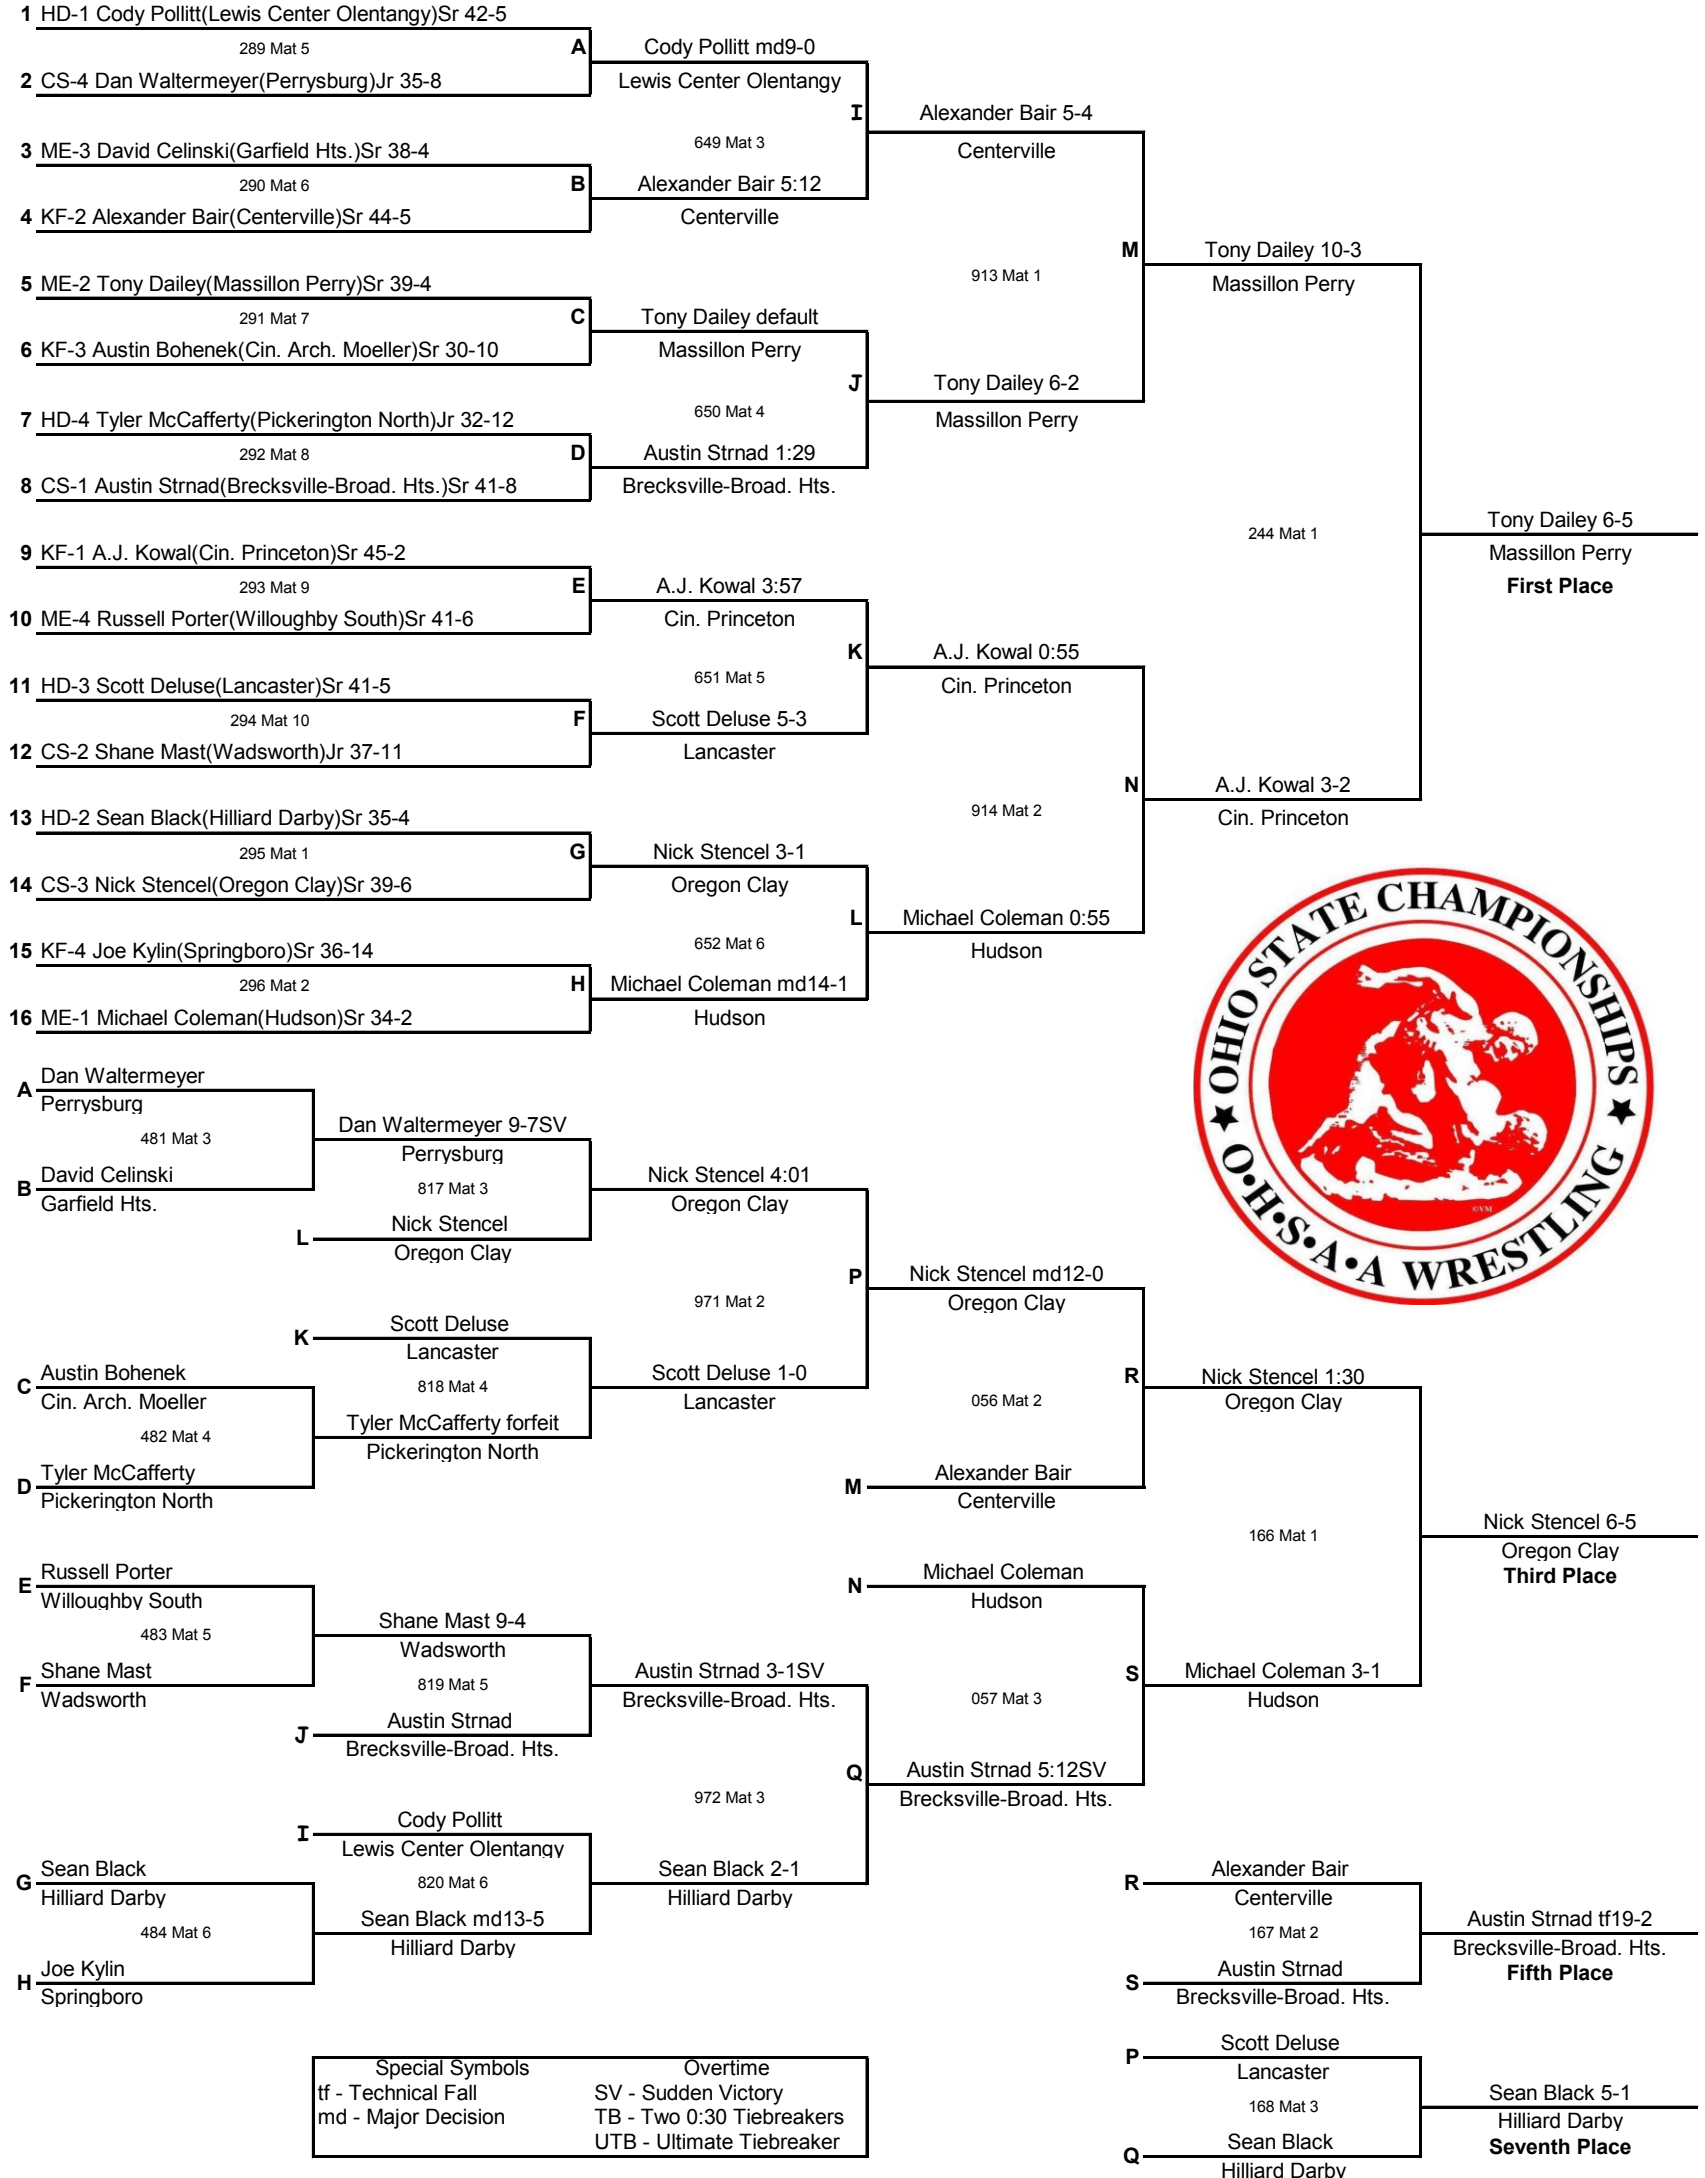 1 HD-1 Cody Pollitt(Lewis Center Olentangy)Sr 42-5
289 Mat 5
A
2 CS-4 Dan Waltermeyer(Perrysburg)Jr 35-8
Cody Pollitt md9-0
Lewis Center Olentangy
3 ME-3 David Celinski(Garfield Hts.)Sr 38-4
290 Mat 6
B
4 KF-2 Alexander Bair(Centerville)Sr 44-5
649 Mat 3
I
Alexander Bair 5:12
Centerville
Alexander Bair 5-4
Centerville
5 ME-2 Tony Dailey(Massillon Perry)Sr 39-4
291 Mat 7
C
6 KF-3 Austin Bohenek(Cin. Arch. Moeller)Sr 30-10
Tony Dailey default
Massillon Perry
913 Mat 1
M
Tony Dailey 10-3
Massillon Perry
7 HD-4 Tyler McCafferty(Pickerington North)Jr 32-12
292 Mat 8
D
8 CS-1 Austin Strnad(Brecksville-Broad. Hts.)Sr 41-8
650 Mat 4
J
Austin Strnad 1:29
Brecksville-Broad. Hts.
Tony Dailey 6-2
Massillon Perry
244 Mat 1
Tony Dailey 6-5
Massillon Perry
First Place
9 KF-1 A.J. Kowal(Cin. Princeton)Sr 45-2
293 Mat 9
E
10 ME-4 Russell Porter(Willoughby South)Sr 41-6
A.J. Kowal 3:57
Cin. Princeton
11 HD-3 Scott Deluse(Lancaster)Sr 41-5
294 Mat 10
F
12 CS-2 Shane Mast(Wadsworth)Jr 37-11
651 Mat 5
K
Scott Deluse 5-3
Lancaster
A.J. Kowal 0:55
Cin. Princeton
13 HD-2 Sean Black(Hilliard Darby)Sr 35-4
295 Mat 1
G
14 CS-3 Nick Stencel(Oregon Clay)Sr 39-6
Nick Stencel 3-1
Oregon Clay
914 Mat 2
N
A.J. Kowal 3-2
Cin. Princeton
15 KF-4 Joe Kylin(Springboro)Sr 36-14
296 Mat 2
H
16 ME-1 Michael Coleman(Hudson)Sr 34-2
652 Mat 6
L
Michael Coleman md14-1
Hudson
Michael Coleman 0:55
Hudson
★ OHIO STATE CHAMPIONSHIPS ★
O•H•S•A•A WRESTLING
©VM
A Dan Waltermeyer
Perrysburg
481 Mat 3
B David Celinski
Garfield Hts.
Dan Waltermeyer 9-7SV
Perrysburg
817 Mat 3
L Nick Stencel
Oregon Clay
Nick Stencel 4:01
Oregon Clay
971 Mat 2
P
K Scott Deluse
Lancaster
818 Mat 4
C Austin Bohenek
Cin. Arch. Moeller
482 Mat 4
D Tyler McCafferty
Pickerington North
Tyler McCafferty forfeit
Pickerington North
Scott Deluse 1-0
Lancaster
Nick Stencel md12-0
Oregon Clay
056 Mat 2
R
M Alexander Bair
Centerville
Nick Stencel 1:30
Oregon Clay
166 Mat 1
Nick Stencel 6-5
Oregon Clay
Third Place
E Russell Porter
Willoughby South
483 Mat 5
F Shane Mast
Wadsworth
Shane Mast 9-4
Wadsworth
819 Mat 5
J Austin Strnad
Brecksville-Broad. Hts.
Austin Strnad 3-1SV
Brecksville-Broad. Hts.
972 Mat 3
Q
I Cody Pollitt
Lewis Center Olentangy
820 Mat 6
G Sean Black
Hilliard Darby
484 Mat 6
H Joe Kylin
Springboro
Sean Black md13-5
Hilliard Darby
Sean Black 2-1
Hilliard Darby
N Michael Coleman
Hudson
057 Mat 3
S
Austin Strnad 5:12SV
Brecksville-Broad. Hts.
Michael Coleman 3-1
Hudson
R Alexander Bair
Centerville
167 Mat 2
S Austin Strnad
Brecksville-Broad. Hts.
Austin Strnad tf19-2
Brecksville-Broad. Hts.
Fifth Place
P Scott Deluse
Lancaster
168 Mat 3
Q Sean Black
Hilliard Darby
Sean Black 5-1
Hilliard Darby
Seventh Place
Special Symbols Overtime
tf - Technical Fall SV - Sudden Victory
md - Major Decision TB - Two 0:30 Tiebreakers
UTB - Ultimate Tiebreaker